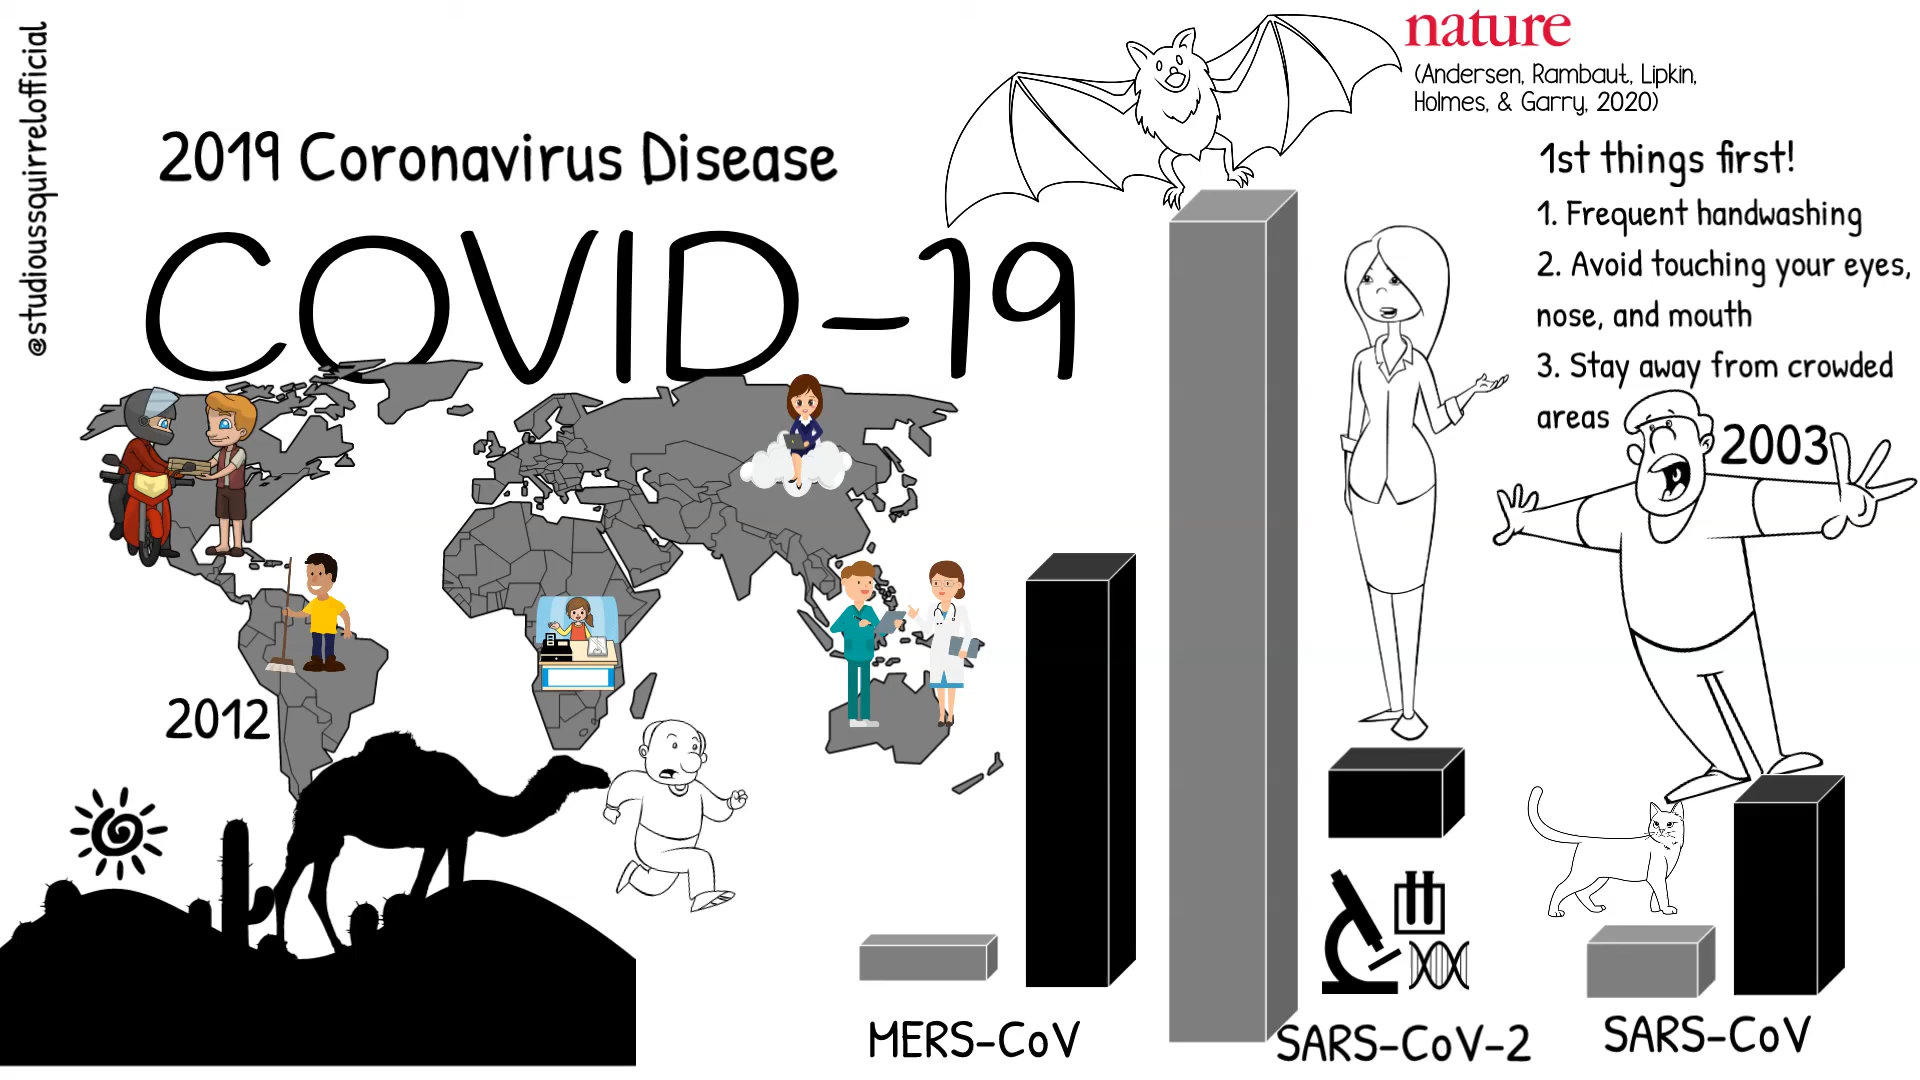 @studioussquirrelofficial
nature
(Andersen, Rambaut, Lipkin,
Holmes, & Garry, 2020)
2019 Coronavirus Disease
COVID-19
1st things first!
1. Frequent handwashing
2. Avoid touching your eyes,
nose, and mouth
3. Stay away from crowded
areas
2003
2012
MERS-CoV
SARS-CoV-2
SARS-CoV